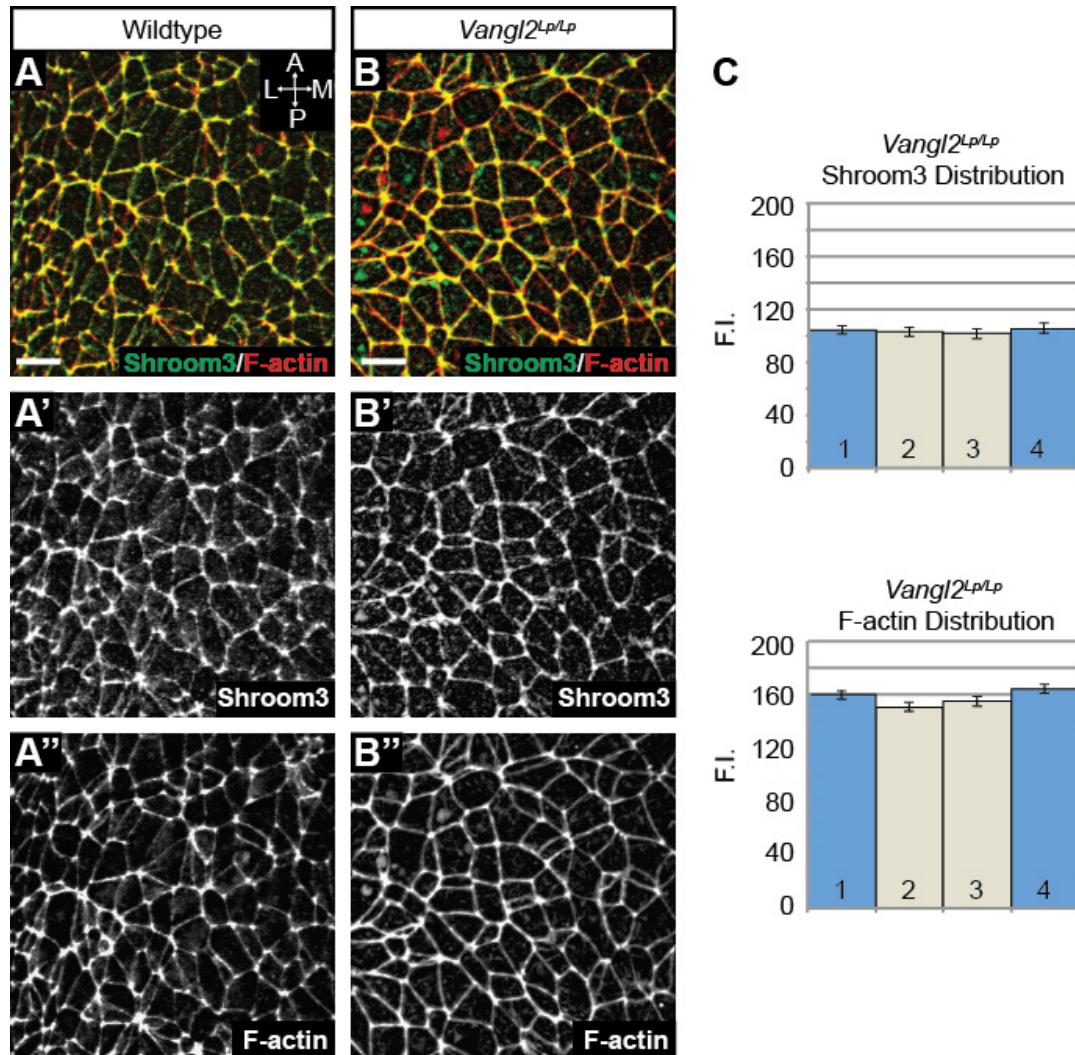 Wildtype
Vangl2Lp/Lp
A
A
L M
P
Shroom3/F-actin
B
Shroom3/F-actin
A'
Shroom3
B'
Shroom3
A"
F-actin
B"
F-actin
C
Vangl2Lp/Lp
Shroom3 Distribution
F.I.
200
160
120
80
40
0
1 2 3 4
Vangl2Lp/Lp
F-actin Distribution
F.I.
200
160
120
80
40
0
1 2 3 4